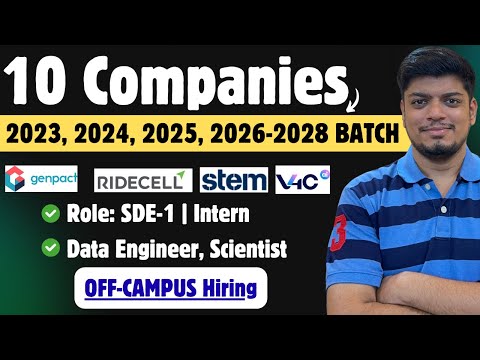 10 Companies
2023, 2024, 2025, 2026-2028 BATCH
genpact RIDECELL stem V4C
Role: SDE-1 | Intern
Data Engineer, Scientist
OFF-CAMPUS Hiring
3